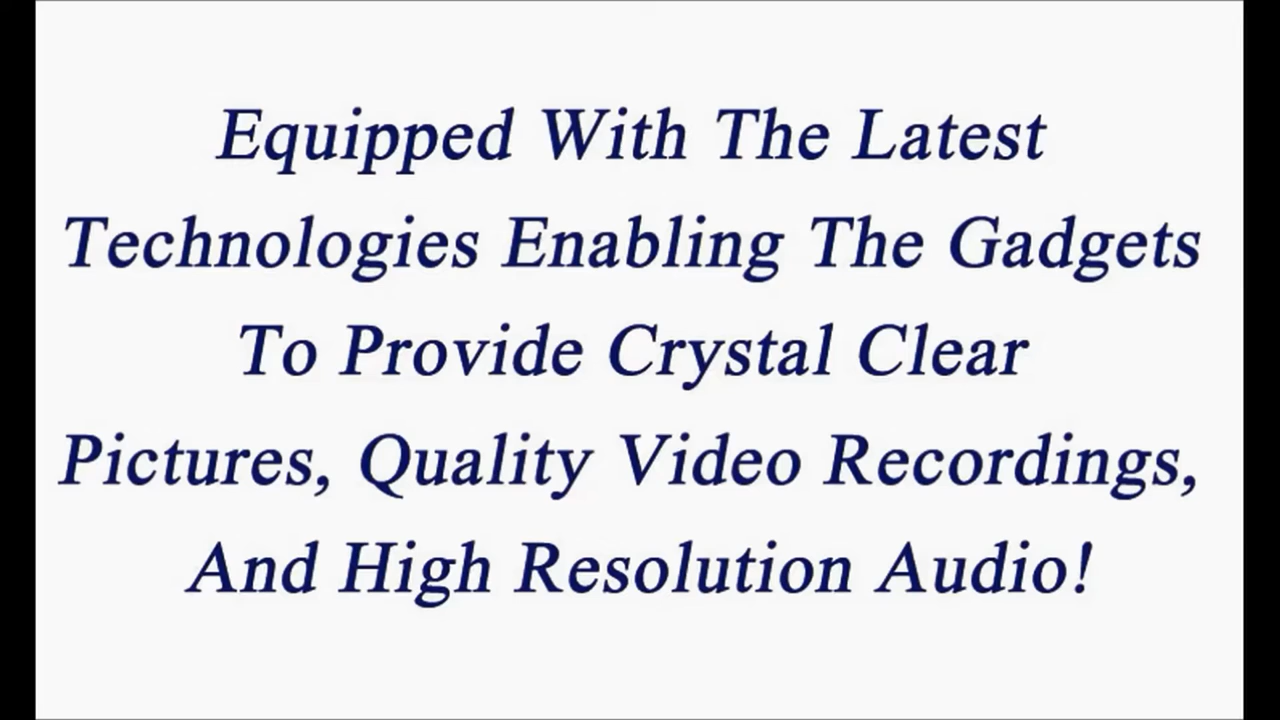 Equipped With The Latest
Technologies Enabling The Gadgets
To Provide Crystal Clear
Pictures, Quality Video Recordings,
And High Resolution Audio!